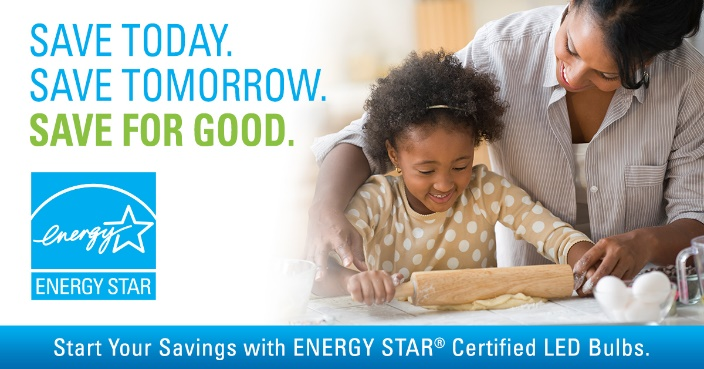 SAVE TODAY.
SAVE TOMORROW.
SAVE FOR GOOD.
energy
ENERGY STAR
Start Your Savings with ENERGY STAR® Certified LED Bulbs.